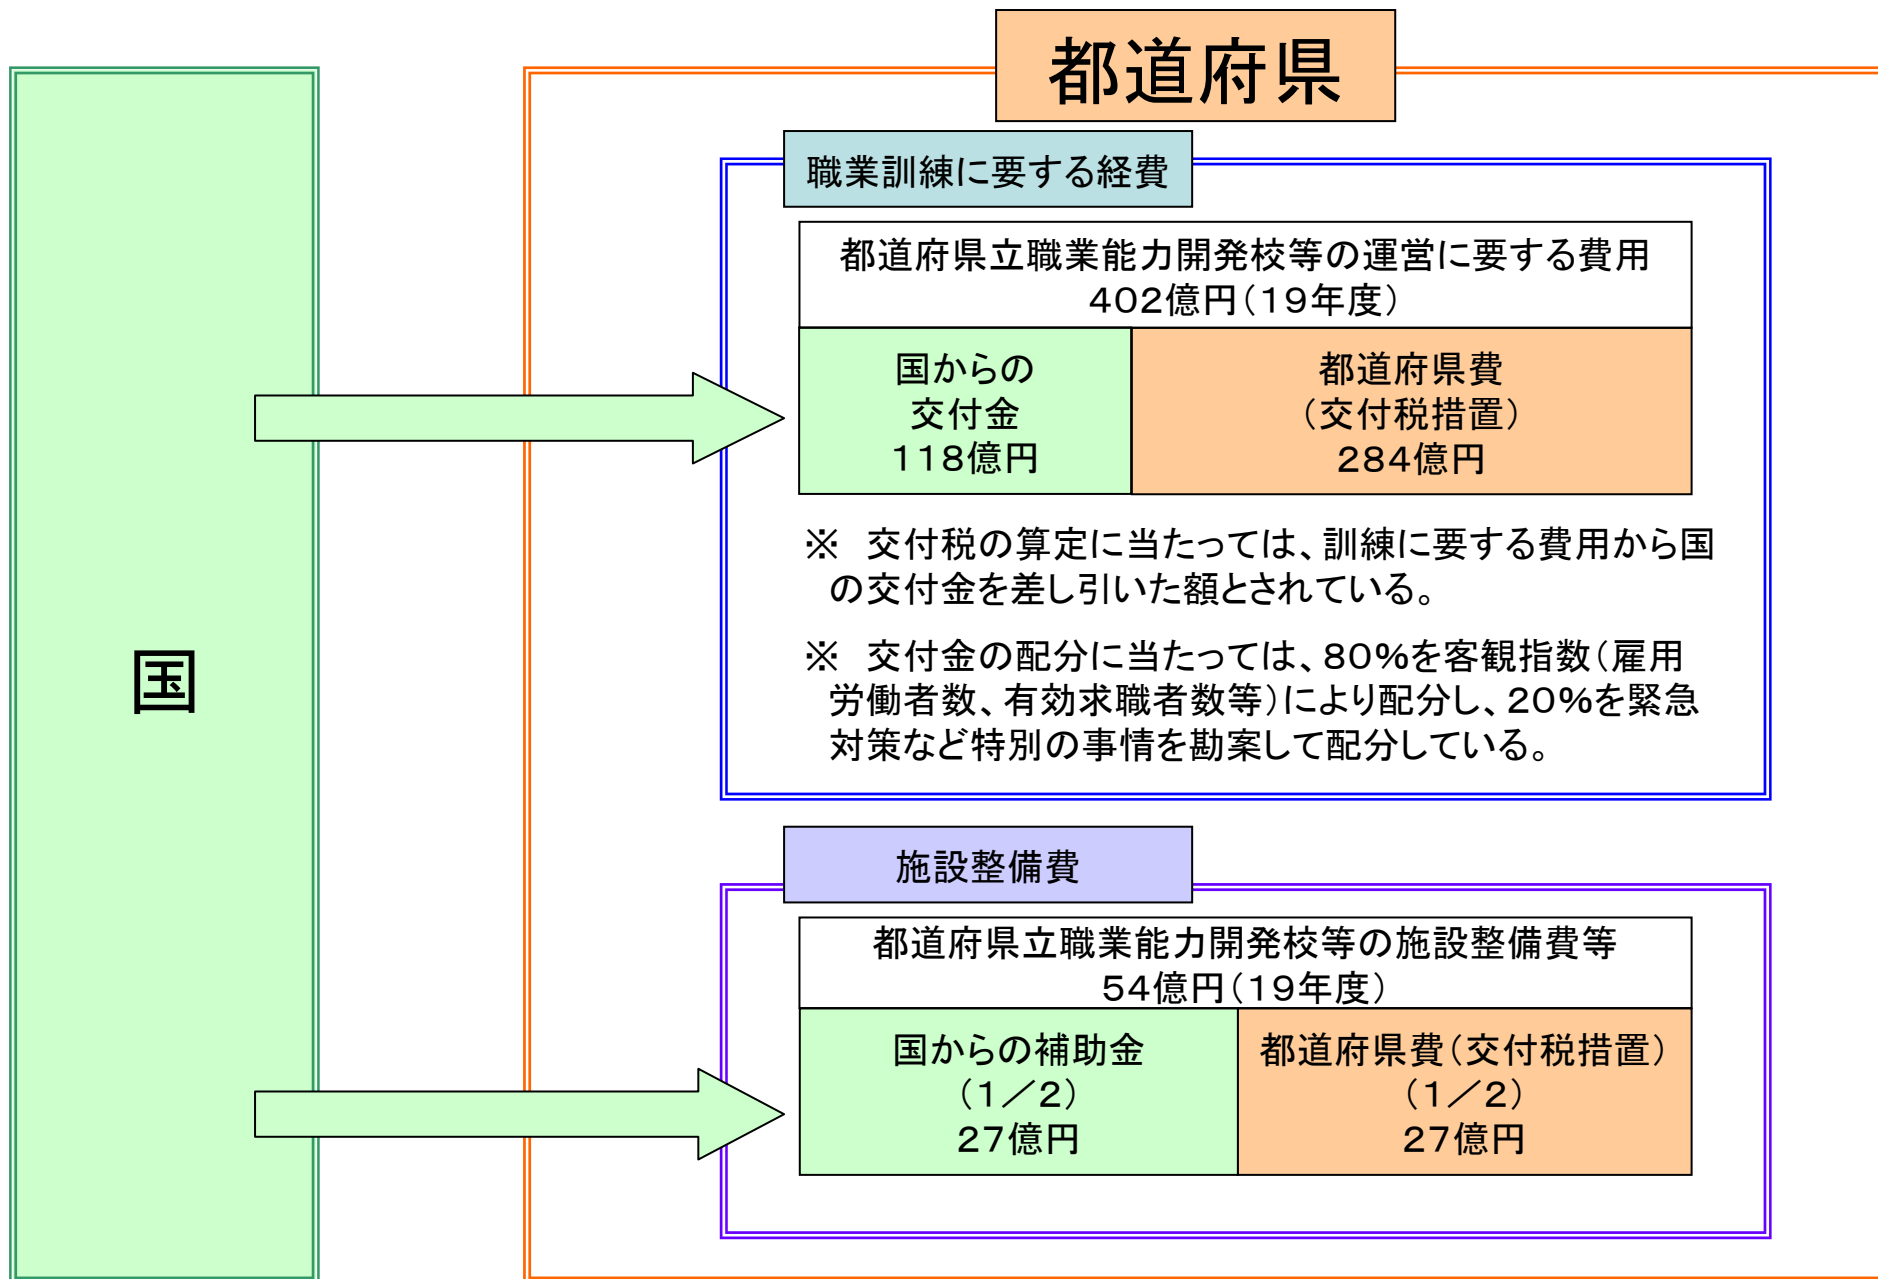 都道府県
国
職業訓練に要する経費
都道府県立職業能力開発校等の運営に要する費用
402億円(19年度)
国からの
交付金
118億円
都道府県費
(交付税措置)
284億円
※　交付税の算定に当たっては、訓練に要する費用から国
の交付金を差し引いた額とされている。
※　交付金の配分に当たっては、80%を客観指数(雇用
労働者数、有効求職者数等)により配分し、20%を緊急
対策など特別の事情を勘案して配分している。
施設整備費
都道府県立職業能力開発校等の施設整備費等
54億円(19年度)
国からの補助金
(1/2)
27億円
都道府県費(交付税措置)
(1/2)
27億円